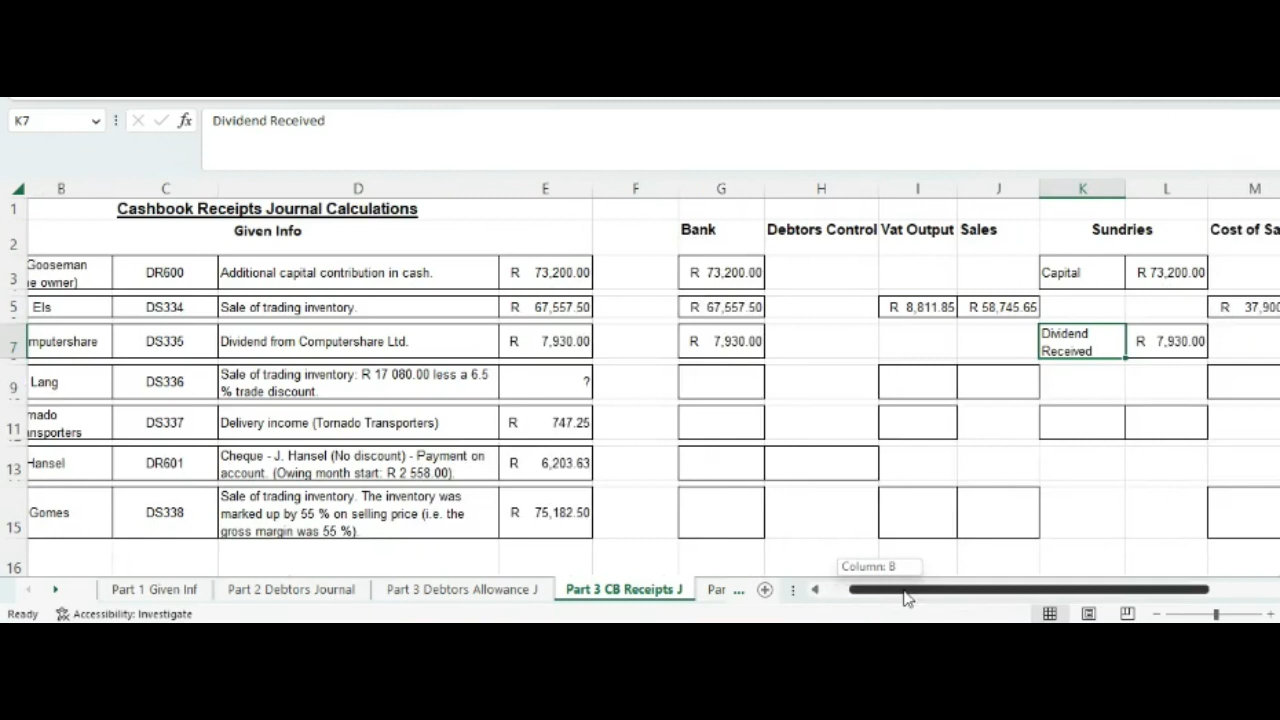 K7
fx
Dividend Received
B C D E F G H I J K L M
1 Cashbook Receipts Journal Calculations
2 Given Info Bank Debtors Control Vat Output Sales Sundries Cost of Sa
Gooseman
3 e owner) DR600 Additional capital contribution in cash. R 73,200.00 R 73,200.00 Capital R 73,200.00
5 Els DS334 Sale of trading inventory. R 67,557.50 R 67,557.50 R 8,811.85 R 58,745.65 R 37,900
7 mputershare DS335 Dividend from Computershare Ltd. R 7,930.00 R 7,930.00 Dividend R 7,930.00
Received
Sale of trading inventory: R 17 080.00 less a 6.5
9 Lang DS336 % trade discount. ?
mado
11 nsporters DS337 Delivery income (Tornado Transporters) R 747.25
Cheque - J. Hansel (No discount) - Payment on
13 Hansel DR601 account. (Owing month start: R 2 558.00). R 6,203.63
Sale of trading inventory. The inventory was
Gomes DS338 marked up by 55 % on selling price (i.e. the R 75,182.50
15 gross margin was 55 %).
16
Column: B
Part 1 Given Inf Part 2 Debtors Journal Part 3 Debtors Allowance J Part 3 CB Receipts J Par ...
Ready Accessibility: Investigate